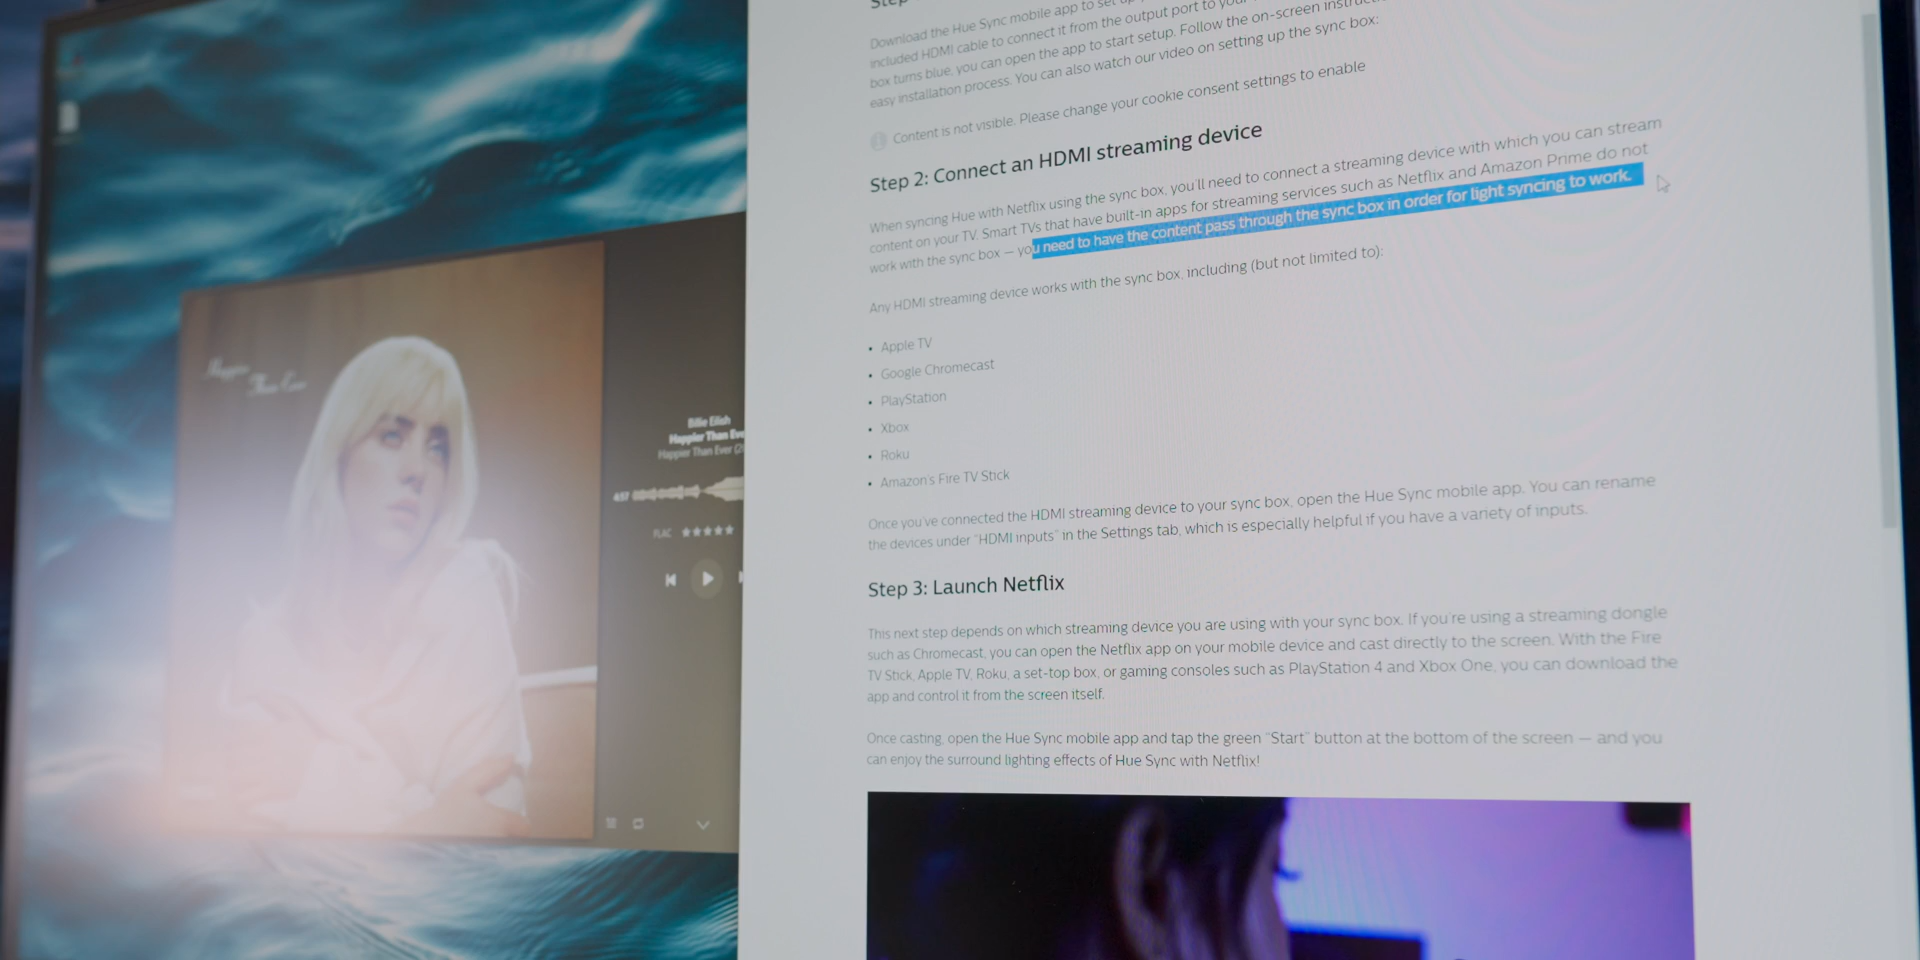 Happier
Than Ever
Billie Eilish
Happier Than Eve
Happier Than Ever (20
4:57
FLAC
Step
Download the Hue Sync mobile app to set up
included HDMI cable to connect it from the output port to your
box turns blue, you can open the app to start setup. Follow the on-screen instructi
easy installation process. You can also watch our video on setting up the sync box:
Content is not visible. Please change your cookie consent settings to enable
Step 2: Connect an HDMI streaming device
When syncing Hue with Netflix using the sync box, you'll need to connect a streaming device with which you can stream
content on your TV. Smart TVs that have built-in apps for streaming services such as Netflix and Amazon Prime do not
work with the sync box — you need to have the content pass through the sync box in order for light syncing to work.
Any HDMI streaming device works with the sync box, including (but not limited to):
• Apple TV
• Google Chromecast
• PlayStation
• Xbox
• Roku
• Amazon's Fire TV Stick
Once you've connected the HDMI streaming device to your sync box, open the Hue Sync mobile app. You can rename
the devices under "HDMI inputs" in the Settings tab, which is especially helpful if you have a variety of inputs.
Step 3: Launch Netflix
This next step depends on which streaming device you are using with your sync box. If you're using a streaming dongle
such as Chromecast, you can open the Netflix app on your mobile device and cast directly to the screen. With the Fire
TV Stick, Apple TV, Roku, a set-top box, or gaming consoles such as PlayStation 4 and Xbox One, you can download the
app and control it from the screen itself.
Once casting, open the Hue Sync mobile app and tap the green "Start" button at the bottom of the screen — and you
can enjoy the surround lighting effects of Hue Sync with Netflix!